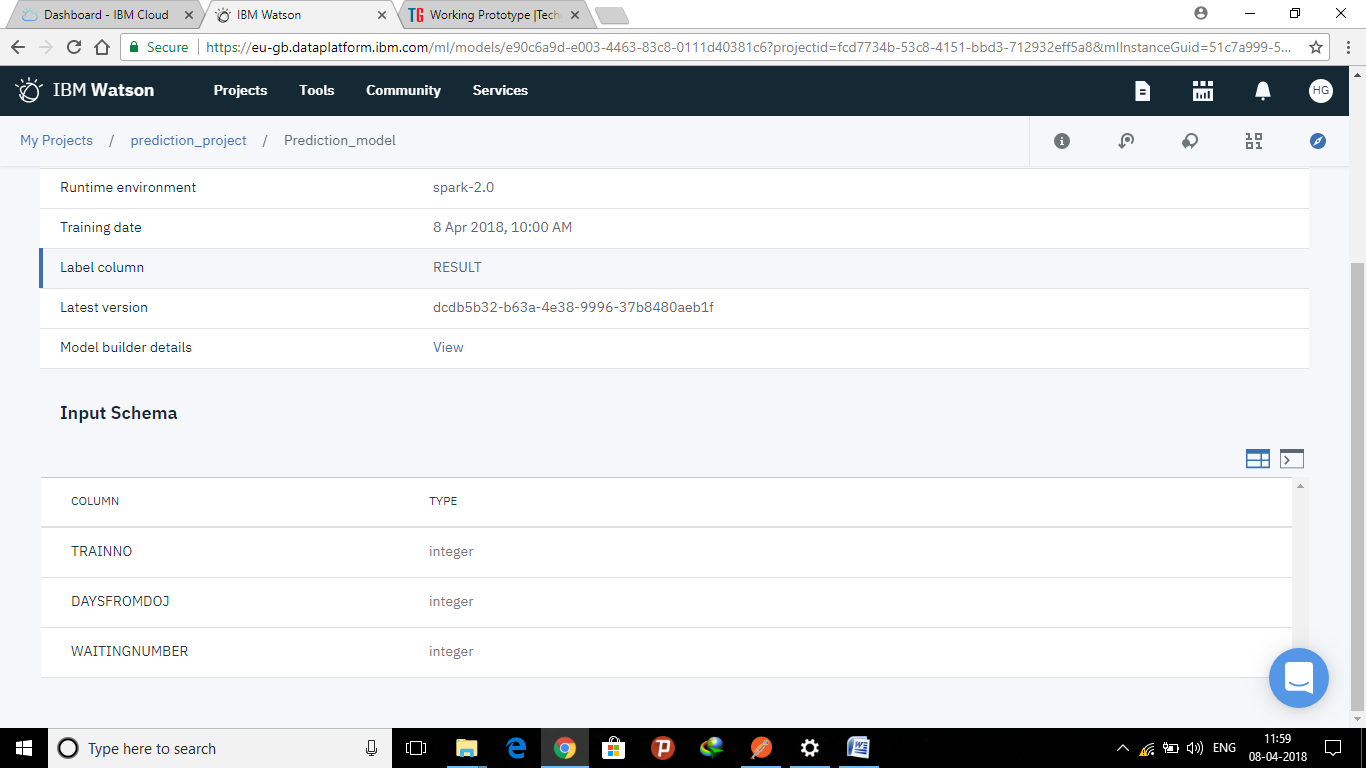 Dashboard - IBM Cloud
IBM Watson
TG Working Prototype |Tech
Secure https://eu-gb.dataplatform.ibm.com/ml/models/e90c6a9d-e003-4463-83c8-0111d40381c6?projectid=fcd7734b-53c8-4151-bbd3-712932eff5a8&mlInstanceGuid=51c7a999-5...
IBM Watson Projects Tools Community Services HG
My Projects / prediction_project / Prediction_model
Runtime environment spark-2.0
Training date 8 Apr 2018, 10:00 AM
Label column RESULT
Latest version dcdb5b32-b63a-4e38-9996-37b8480aeb1f
Model builder details View
Input Schema
COLUMN TYPE
TRAINNO integer
DAYSFROMDOJ integer
WAITINGNUMBER integer
Type here to search
ENG
11:59
08-04-2018